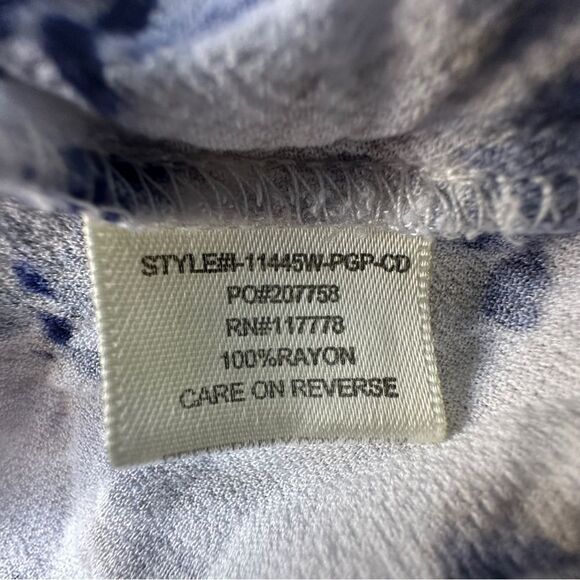 STYLE#I-11445W-PGP-CD
PO#207758
RN#117778
100%RAYON
CARE ON REVERSE